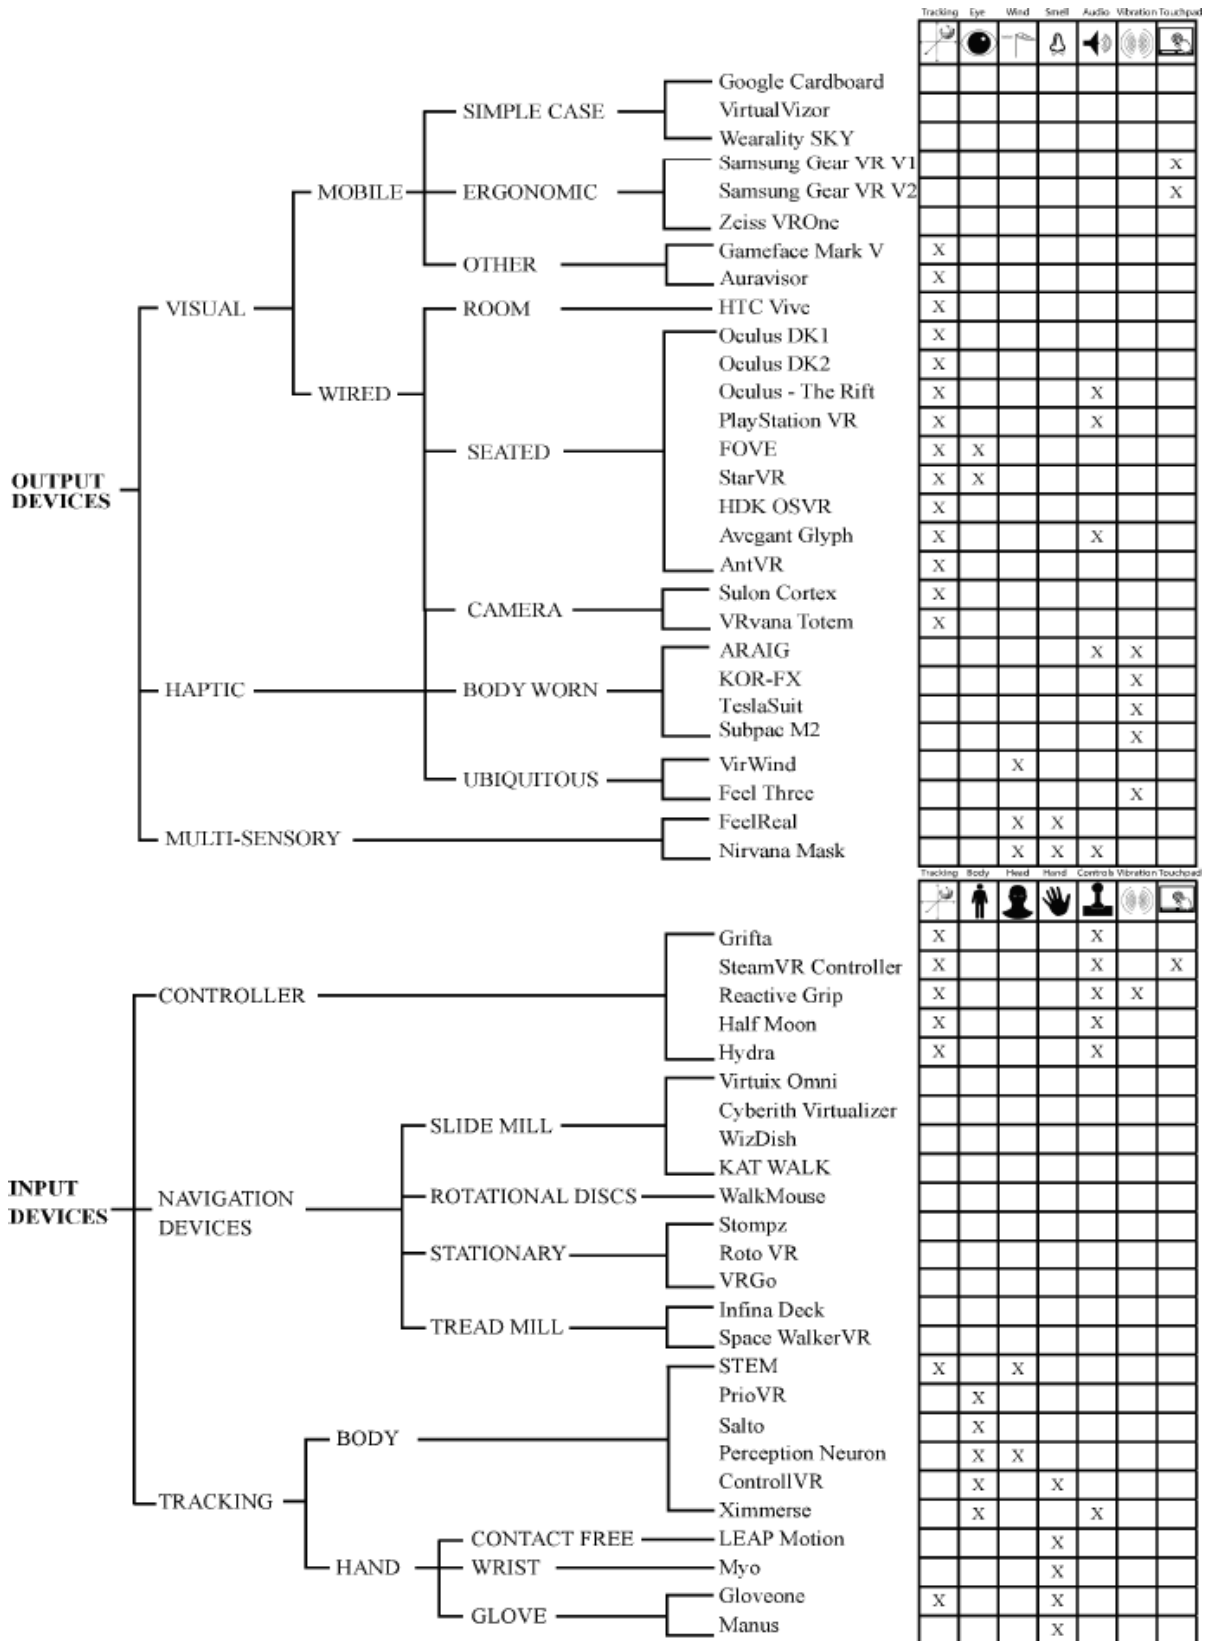 Tracking Eye Wind Smell Audio Vibration Touchpad
Google Cardboard
SIMPLE CASE
VirtualVizor
Wearality SKY
Samsung Gear VR V1 X
MOBILE
ERGONOMIC
Samsung Gear VR V2 X
Zeiss VROne
Gameface Mark V X
OTHER
Auravisor X
VISUAL
ROOM
HTC Vive X
Oculus DK1 X
Oculus DK2 X
WIRED
Oculus - The Rift X X
PlayStation VR X X
SEATED
FOVE X X
OUTPUT
DEVICES
StarVR X X
HDK OSVR X
Avegant Glyph X X
AntVR X
Sulon Cortex X
CAMERA
VRvana Totem X
ARAIG X X
HAPTIC
BODY WORN
KOR-FX X
TeslaSuit X
Subpac M2 X
VirWind X
UBIQUITOUS
Feel Three X
FeelReal X X
MULTI-SENSORY
Nirvana Mask X X X
Tracking Body Head Hand Controls Vibration Touchpad
Grifta X X
SteamVR Controller X X X
CONTROLLER
Reactive Grip X X X
Half Moon X X
Hydra X X
Virtuix Omni
Cyberith Virtualizer
SLIDE MILL
WizDish
KAT WALK
INPUT
DEVICES
NAVIGATION
DEVICES
ROTATIONAL DISCS
WalkMouse
Stompz
STATIONARY
Roto VR
VRGo
Infina Deck
TREAD MILL
Space WalkerVR
STEM X X
PrioVR X
Salto X
BODY
Perception Neuron X X
ControllVR X X
TRACKING
Ximmerse X X
CONTACT FREE
LEAP Motion X
HAND
WRIST
Myo X
Gloveone X X
GLOVE
Manus X